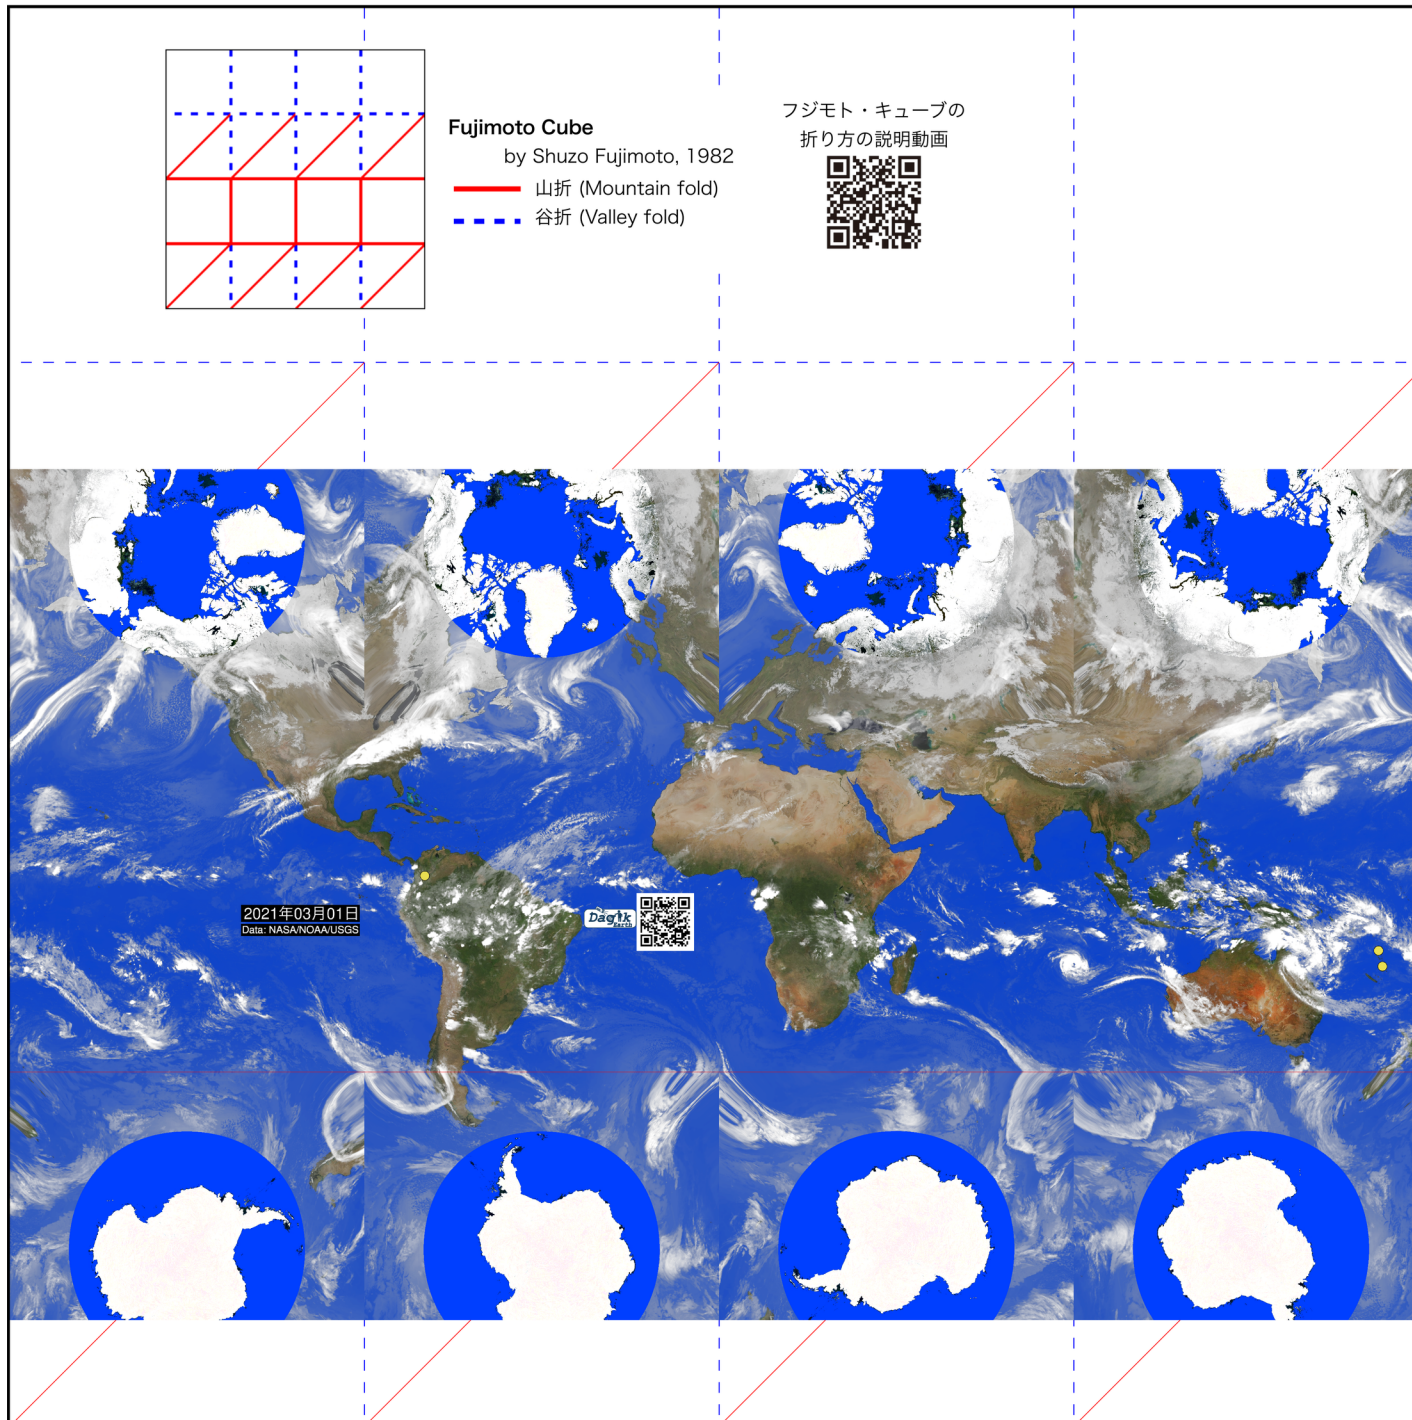 Fujimoto Cube
by Shuzo Fujimoto, 1982
山折 (Mountain fold)
谷折 (Valley fold)
フジモト・キューブの
折り方の説明動画
2021年03月01日
Data: NASA/NOAA/USGS
Dagik
Earth